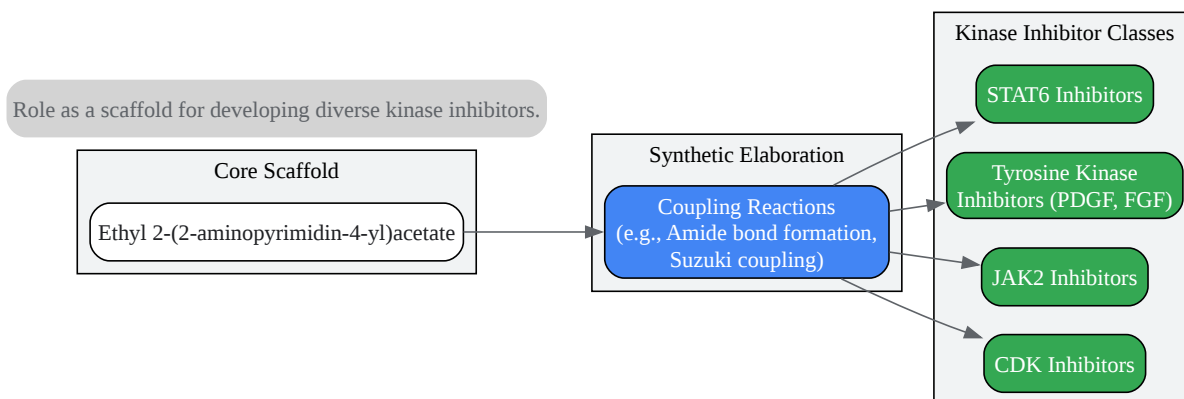 Role as a scaffold for developing diverse kinase inhibitors.
Core Scaffold
Ethyl 2-(2-aminopyrimidin-4-yl)acetate
Synthetic Elaboration
Coupling Reactions
(e.g., Amide bond formation,
Suzuki coupling)
Kinase Inhibitor Classes
STAT6 Inhibitors
Tyrosine Kinase
Inhibitors (PDGF, FGF)
JAK2 Inhibitors
CDK Inhibitors